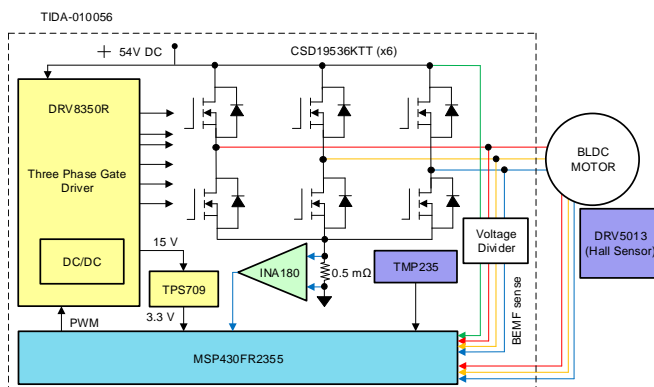 TIDA-010056
54V DC
CSD19536KTT (x6)
DRV8350R
Three Phase Gate
Driver
DC/DC
15 V
TPS709
3.3 V
PWM
INA180
0.5 mΩ
TMP235
Voltage
Divider
BEMF sense
BLDC
MOTOR
DRV5013
(Hall Sensor)
MSP430FR2355